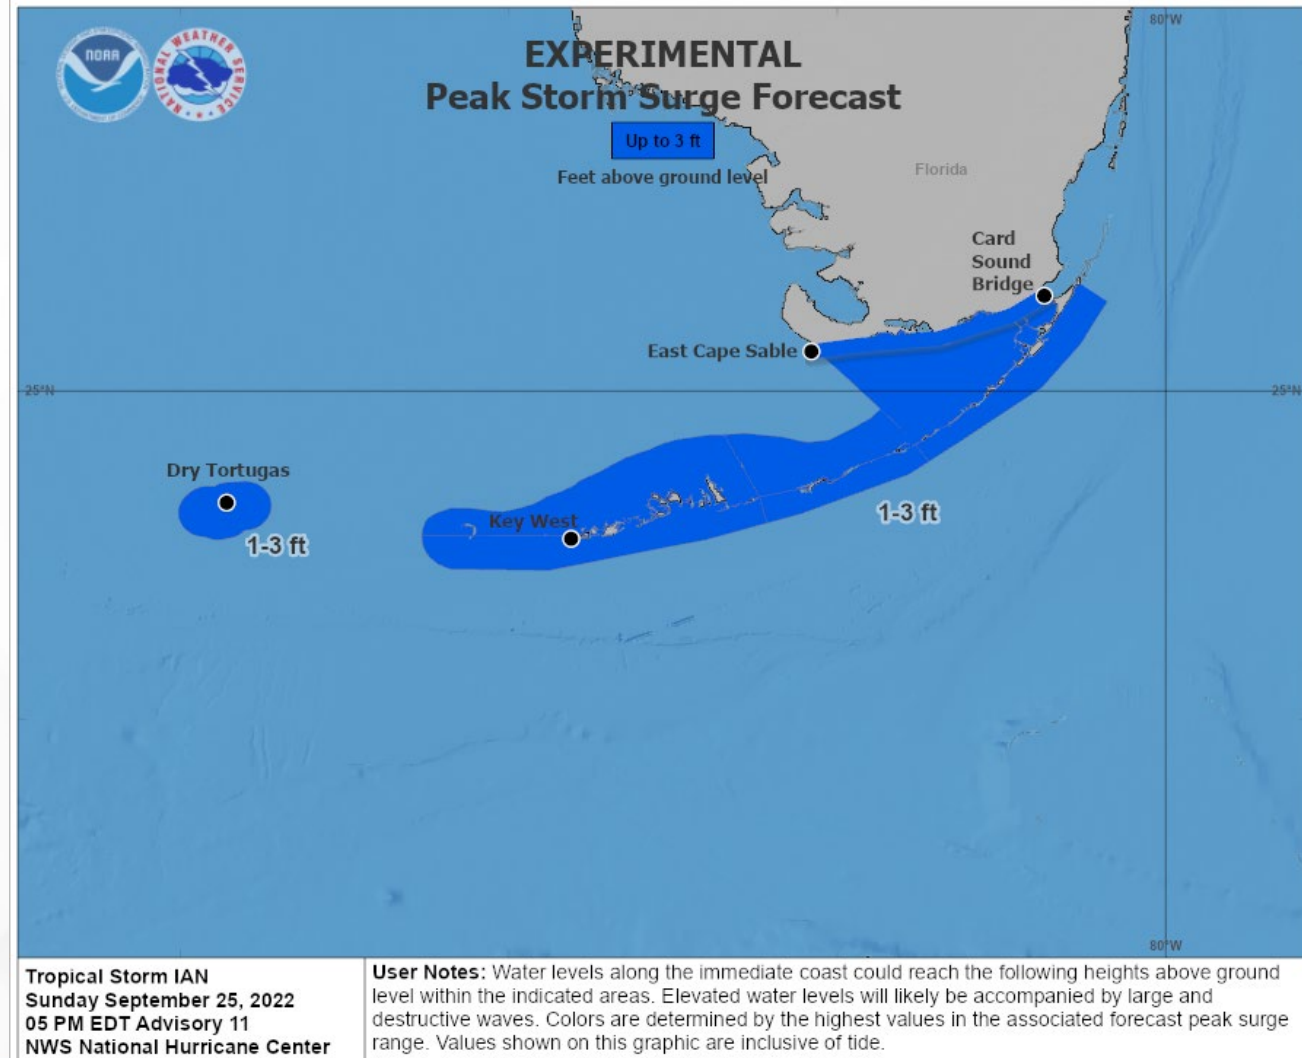 NOAA
NATIONAL WEATHER SERVICE
EXPERIMENTAL
Peak Storm Surge Forecast
Up to 3 ft
Feet above ground level
80°W
Florida
Card
Sound
Bridge
East Cape Sable
25°N
25°N
Dry Tortugas
1-3 ft
Key West
1-3 ft
80°W
Tropical Storm IAN
Sunday September 25, 2022
05 PM EDT Advisory 11
NWS National Hurricane Center
User Notes: Water levels along the immediate coast could reach the following heights above ground
level within the indicated areas. Elevated water levels will likely be accompanied by large and
destructive waves. Colors are determined by the highest values in the associated forecast peak surge
range. Values shown on this graphic are inclusive of tide.